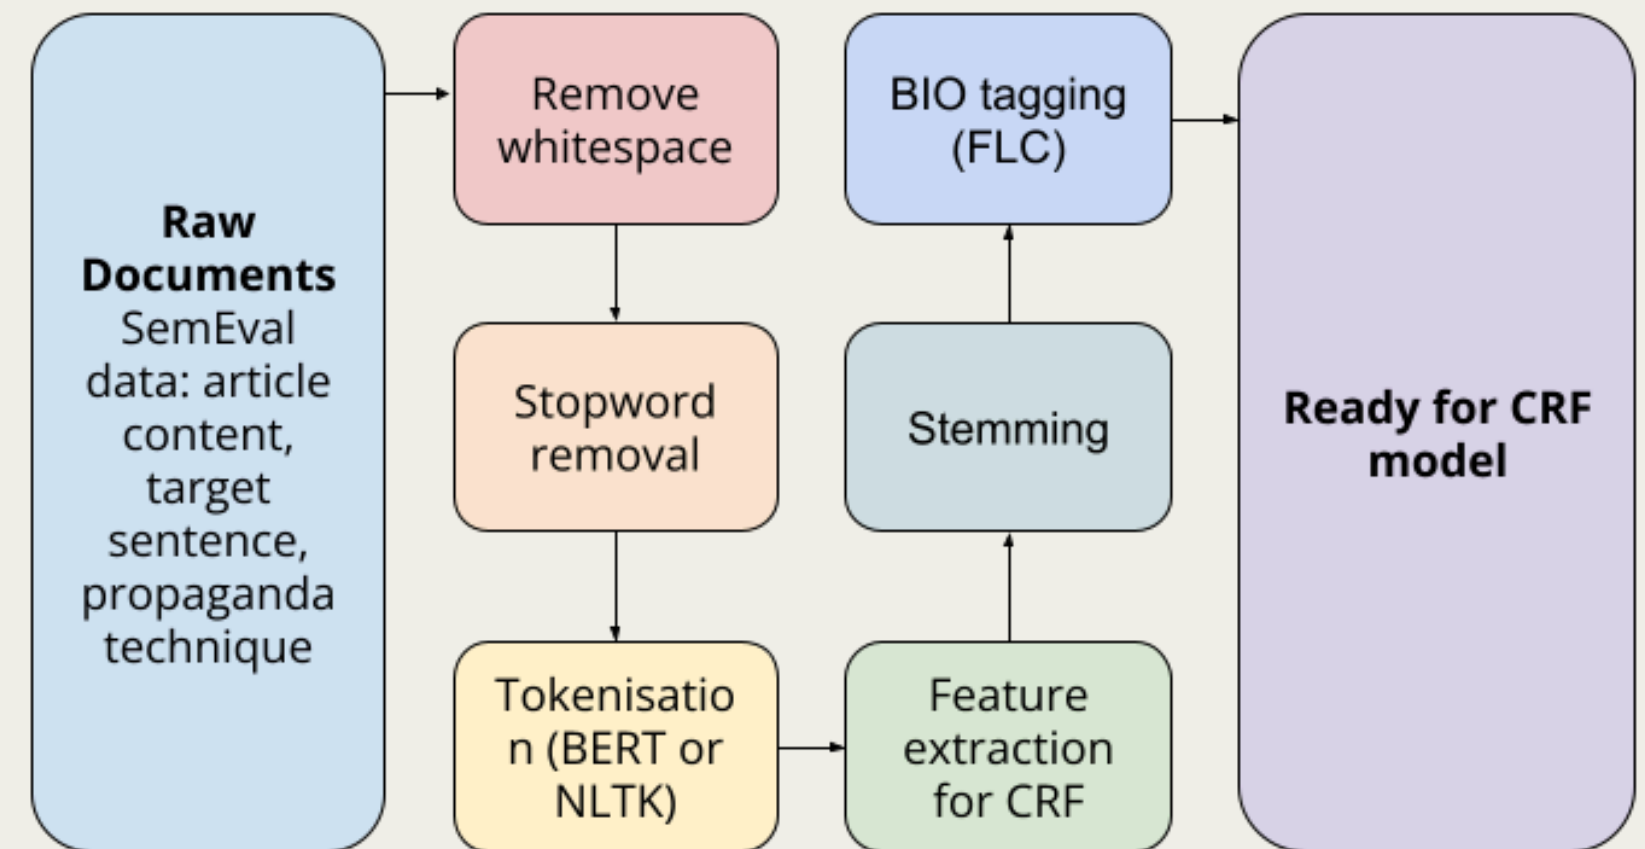 Raw
Documents
SemEval
data: article
content,
target
sentence,
propaganda
technique
Remove
whitespace
Stopword
removal
Tokenisatio
n (BERT or
NLTK)
Feature
extraction
for CRF
Stemming
BIO tagging
(FLC)
Ready for CRF
model